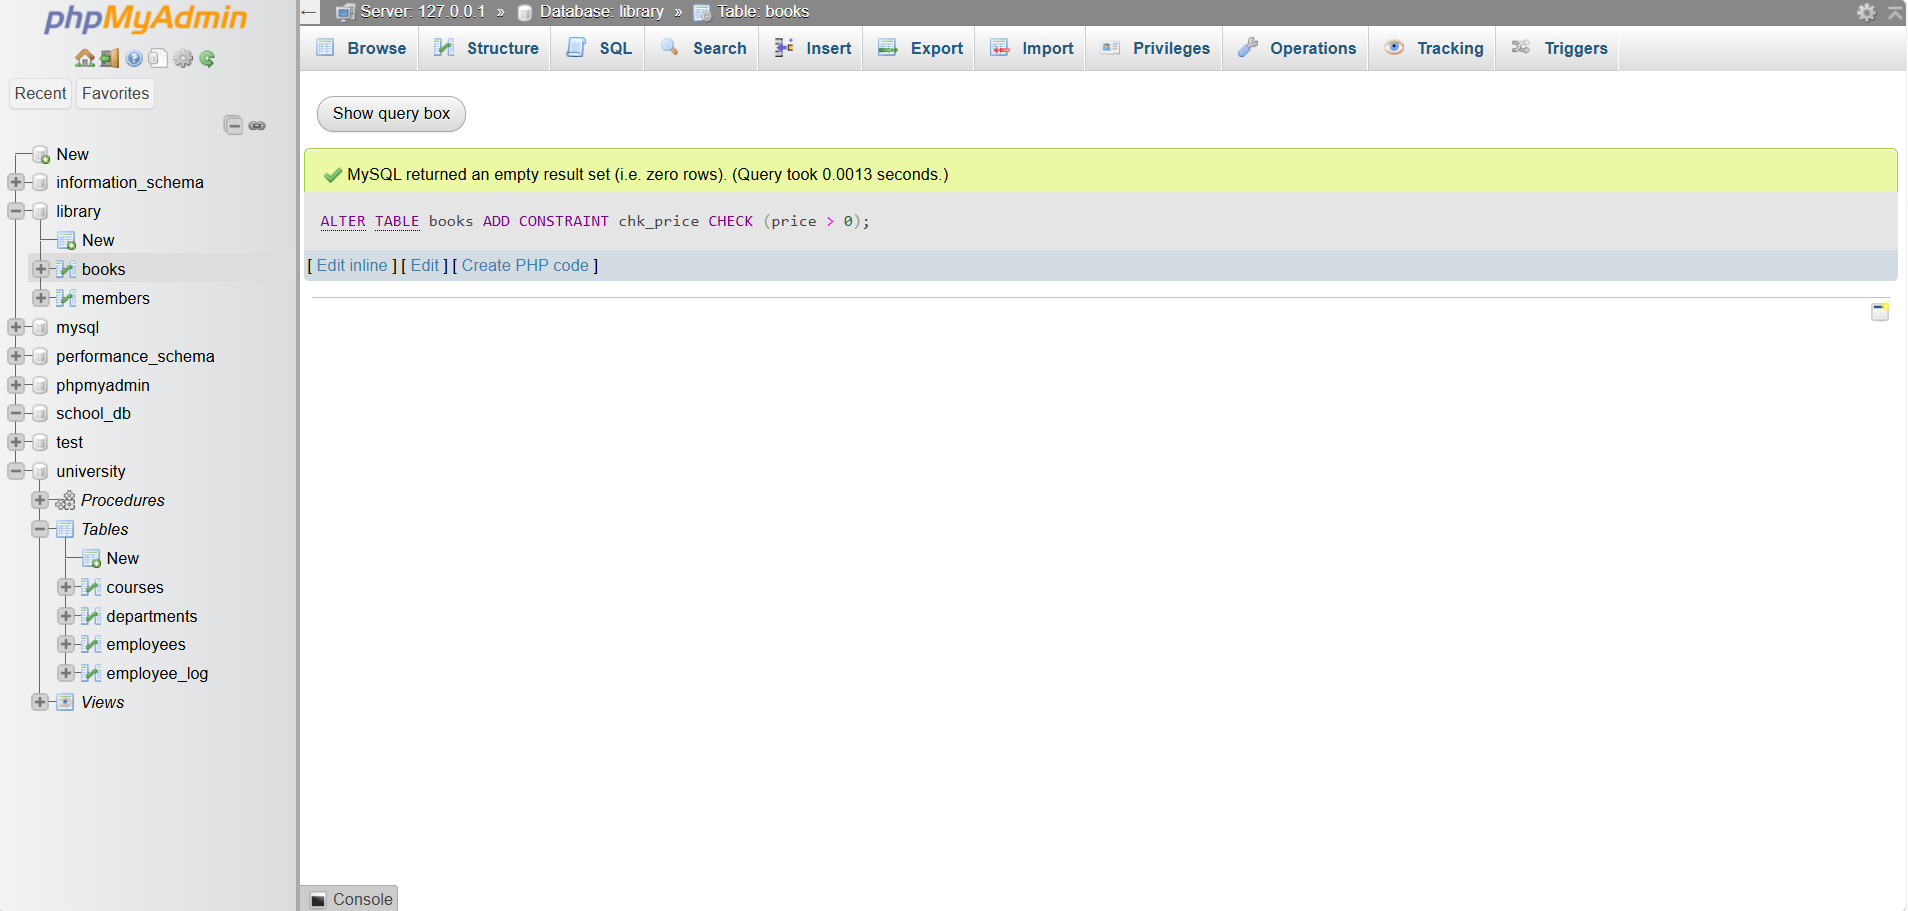 phpMyAdmin
Recent Favorites
New
information_schema
library
New
books
members
mysql
performance_schema
phpmyadmin
school_db
test
university
Procedures
Tables
New
courses
departments
employees
employee_log
Views
Server: 127.0.0.1 » Database: library » Table: books
Browse Structure SQL Search Insert Export Import Privileges Operations Tracking Triggers
Show query box
MySQL returned an empty result set (i.e. zero rows). (Query took 0.0013 seconds.)
ALTER TABLE books ADD CONSTRAINT chk_price CHECK (price > 0);
[ Edit inline ] [ Edit ] [ Create PHP code ]
Console